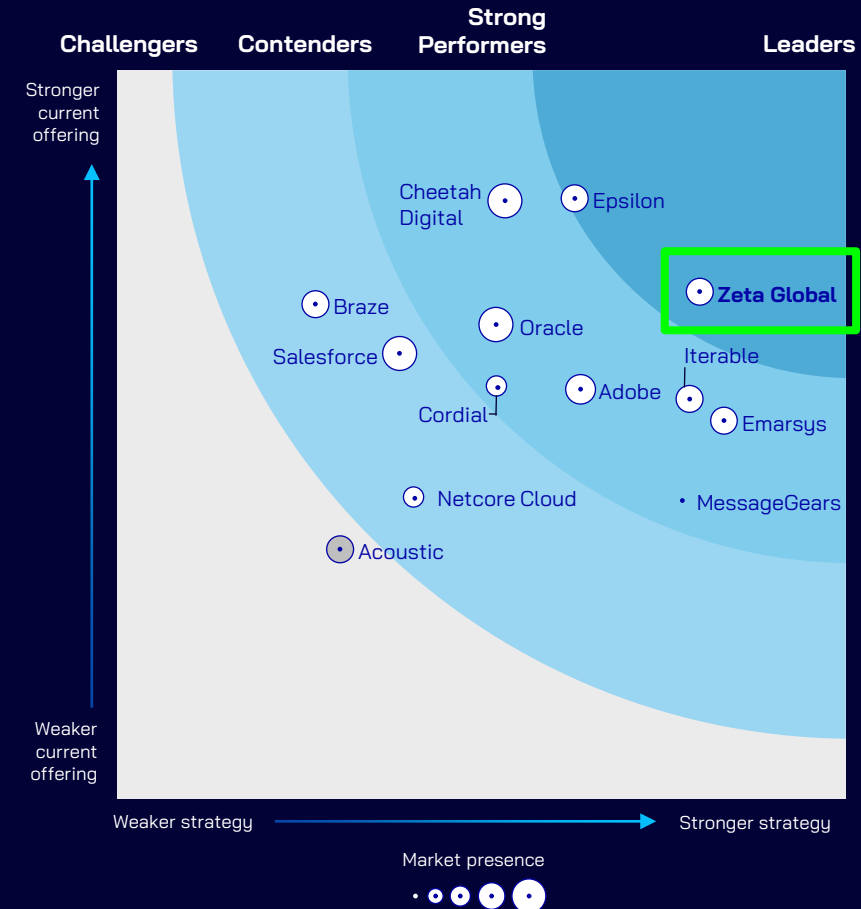 Strong
Challengers Contenders Performers Leaders
Stronger
current
offering
Cheetah
Digital
Epsilon
Zeta Global
Braze
Oracle
Salesforce
Iterable
Adobe
Cordial
Emarsys
Netcore Cloud
MessageGears
Acoustic
Weaker
current
offering
Weaker strategy
Stronger strategy
Market presence